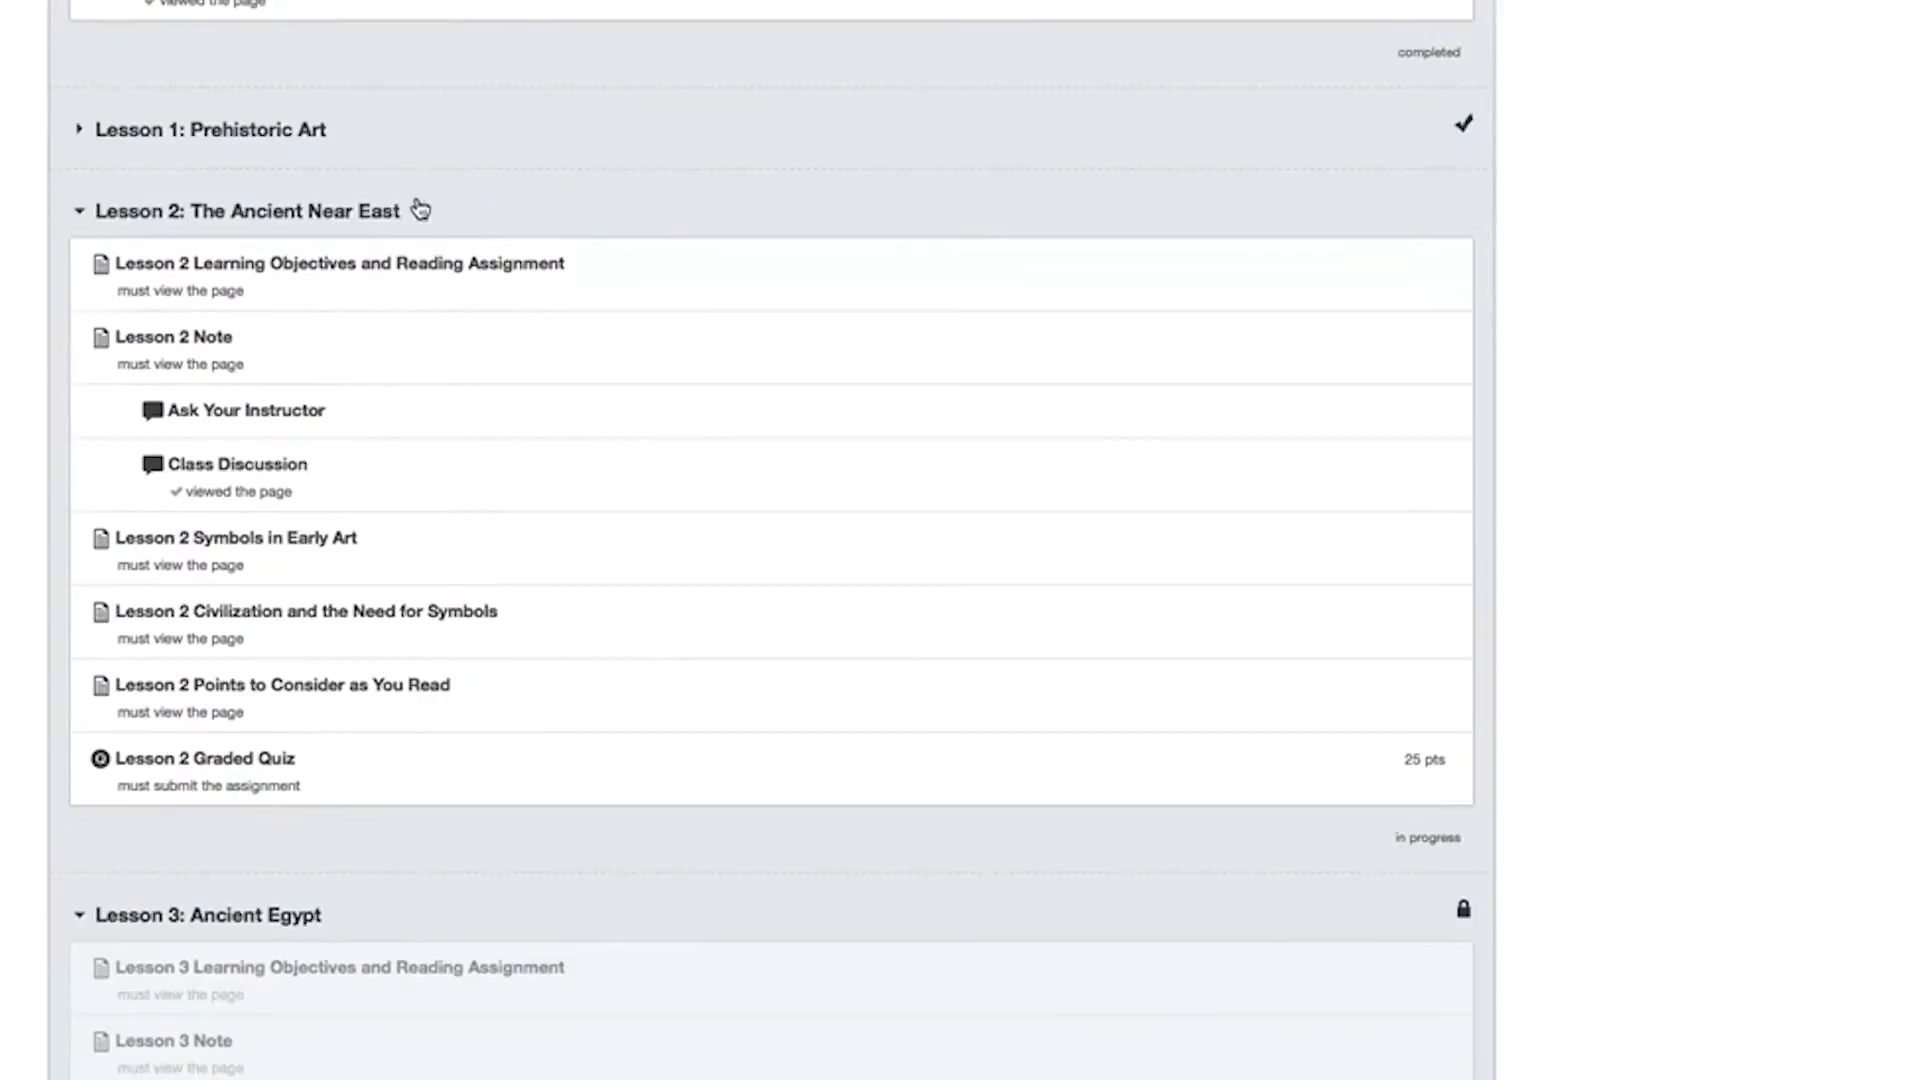 viewed the page
completed
Lesson 1: Prehistoric Art
Lesson 2: The Ancient Near East
Lesson 2 Learning Objectives and Reading Assignment
must view the page
Lesson 2 Note
must view the page
Ask Your Instructor
Class Discussion
viewed the page
Lesson 2 Symbols in Early Art
must view the page
Lesson 2 Civilization and the Need for Symbols
must view the page
Lesson 2 Points to Consider as You Read
must view the page
Lesson 2 Graded Quiz
25 pts
must submit the assignment
in progress
Lesson 3: Ancient Egypt
Lesson 3 Learning Objectives and Reading Assignment
must view the page
Lesson 3 Note
must view the page